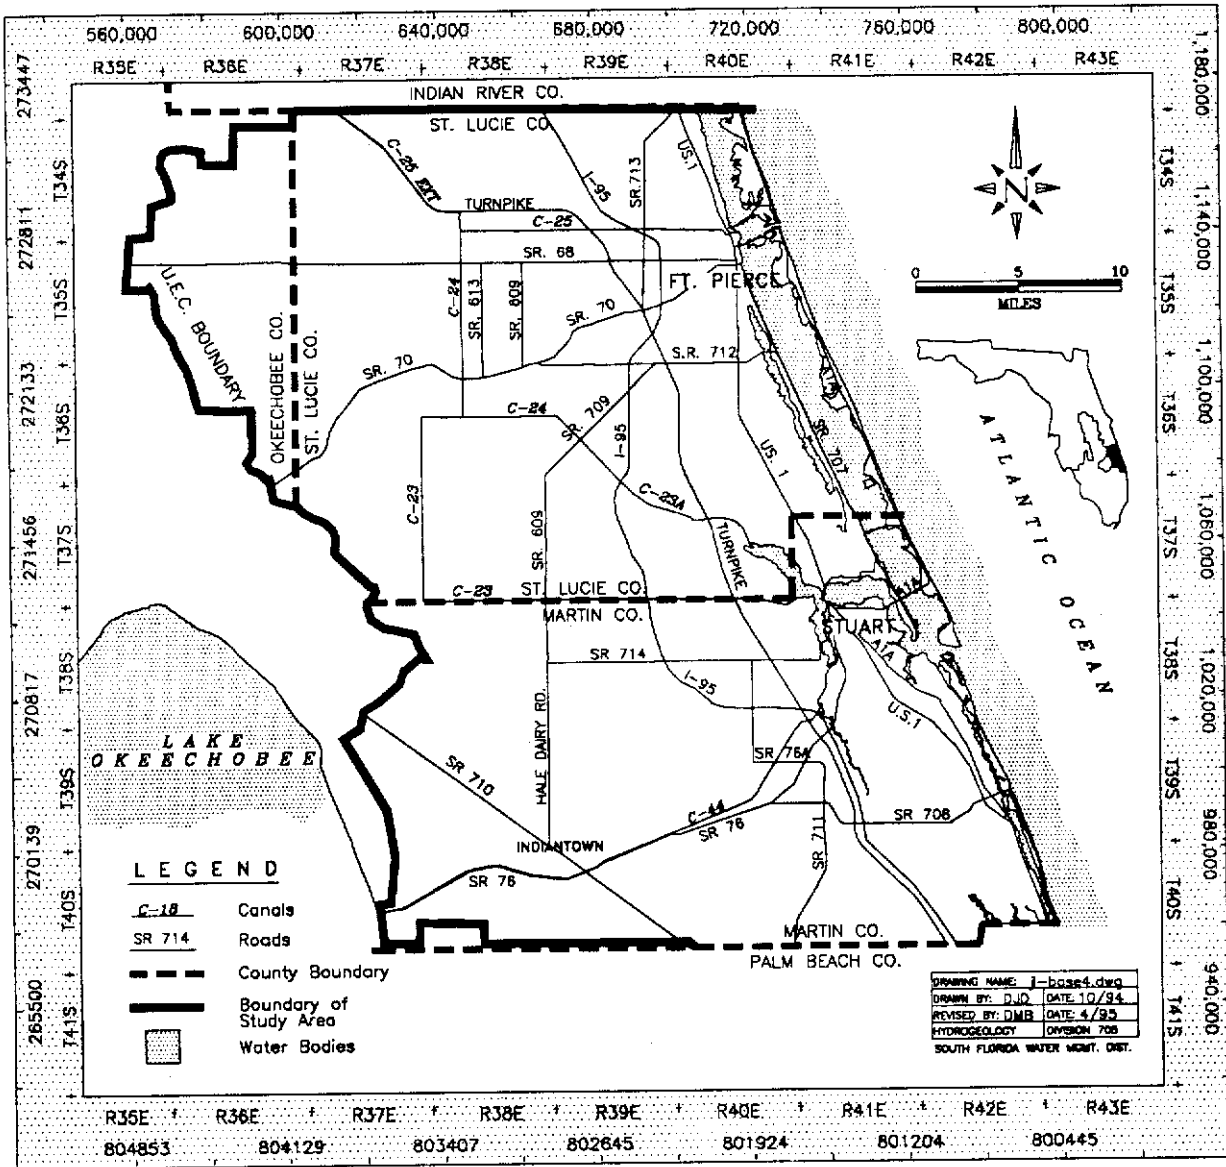 560,000 600,000 640,000 680,000 720,000 760,000 800,000
R35E R36E R37E R38E R39E R40E R41E R42E R43E
273447
272811
272133
271456
270817
270139
265500
T34S
T35S
T36S
T37S
T38S
T39S
T40S
T41S
1,180,000
1,140,000
1,100,000
1,060,000
1,020,000
980,000
940,000
T34S
T35S
T36S
T37S
T38S
T39S
T40S
T41S
INDIAN RIVER CO.
ST. LUCIE CO.
C-25 EXT
TURNPIKE
I-95
SR.713
US.1
C-25
SR. 68
FT. PIERCE
U.E.C. BOUNDARY
OKEECHOBEE CO.
ST. LUCIE CO.
C-24
SR. 613
SR. 609
SR. 70
SR. 70
S.R. 712
A1A
C-24
SR. 709
I-95
US. 1
SR. 707
C-23
C-23A
SR. 609
TURNPIKE
C-23
ST. LUCIE CO.
MARTIN CO.
A1A
STUART
SR 714
A1A
I-95
U.S.1
HALE DAIRY RD.
SR 76A
SR 710
C-44
SR 76
SR 708
SR 711
INDIANTOWN
SR 76
MARTIN CO.
PALM BEACH CO.
LAKE
OKEECHOBEE
N
0 5 10
MILES
ATLANTIC OCEAN
LEGEND
C-18 Canals
SR 714 Roads
County Boundary
Boundary of
Study Area
Water Bodies
DRAWING NAME: jl-base4.dwg
DRAWN BY: DJD DATE: 10/94
REVISED BY: DMB DATE: 4/95
HYDROGEOLOGY DIVISION 708
SOUTH FLORIDA WATER MGMT. DIST.
R35E R36E R37E R38E R39E R40E R41E R42E R43E
804853 804129 803407 802645 801924 801204 800445